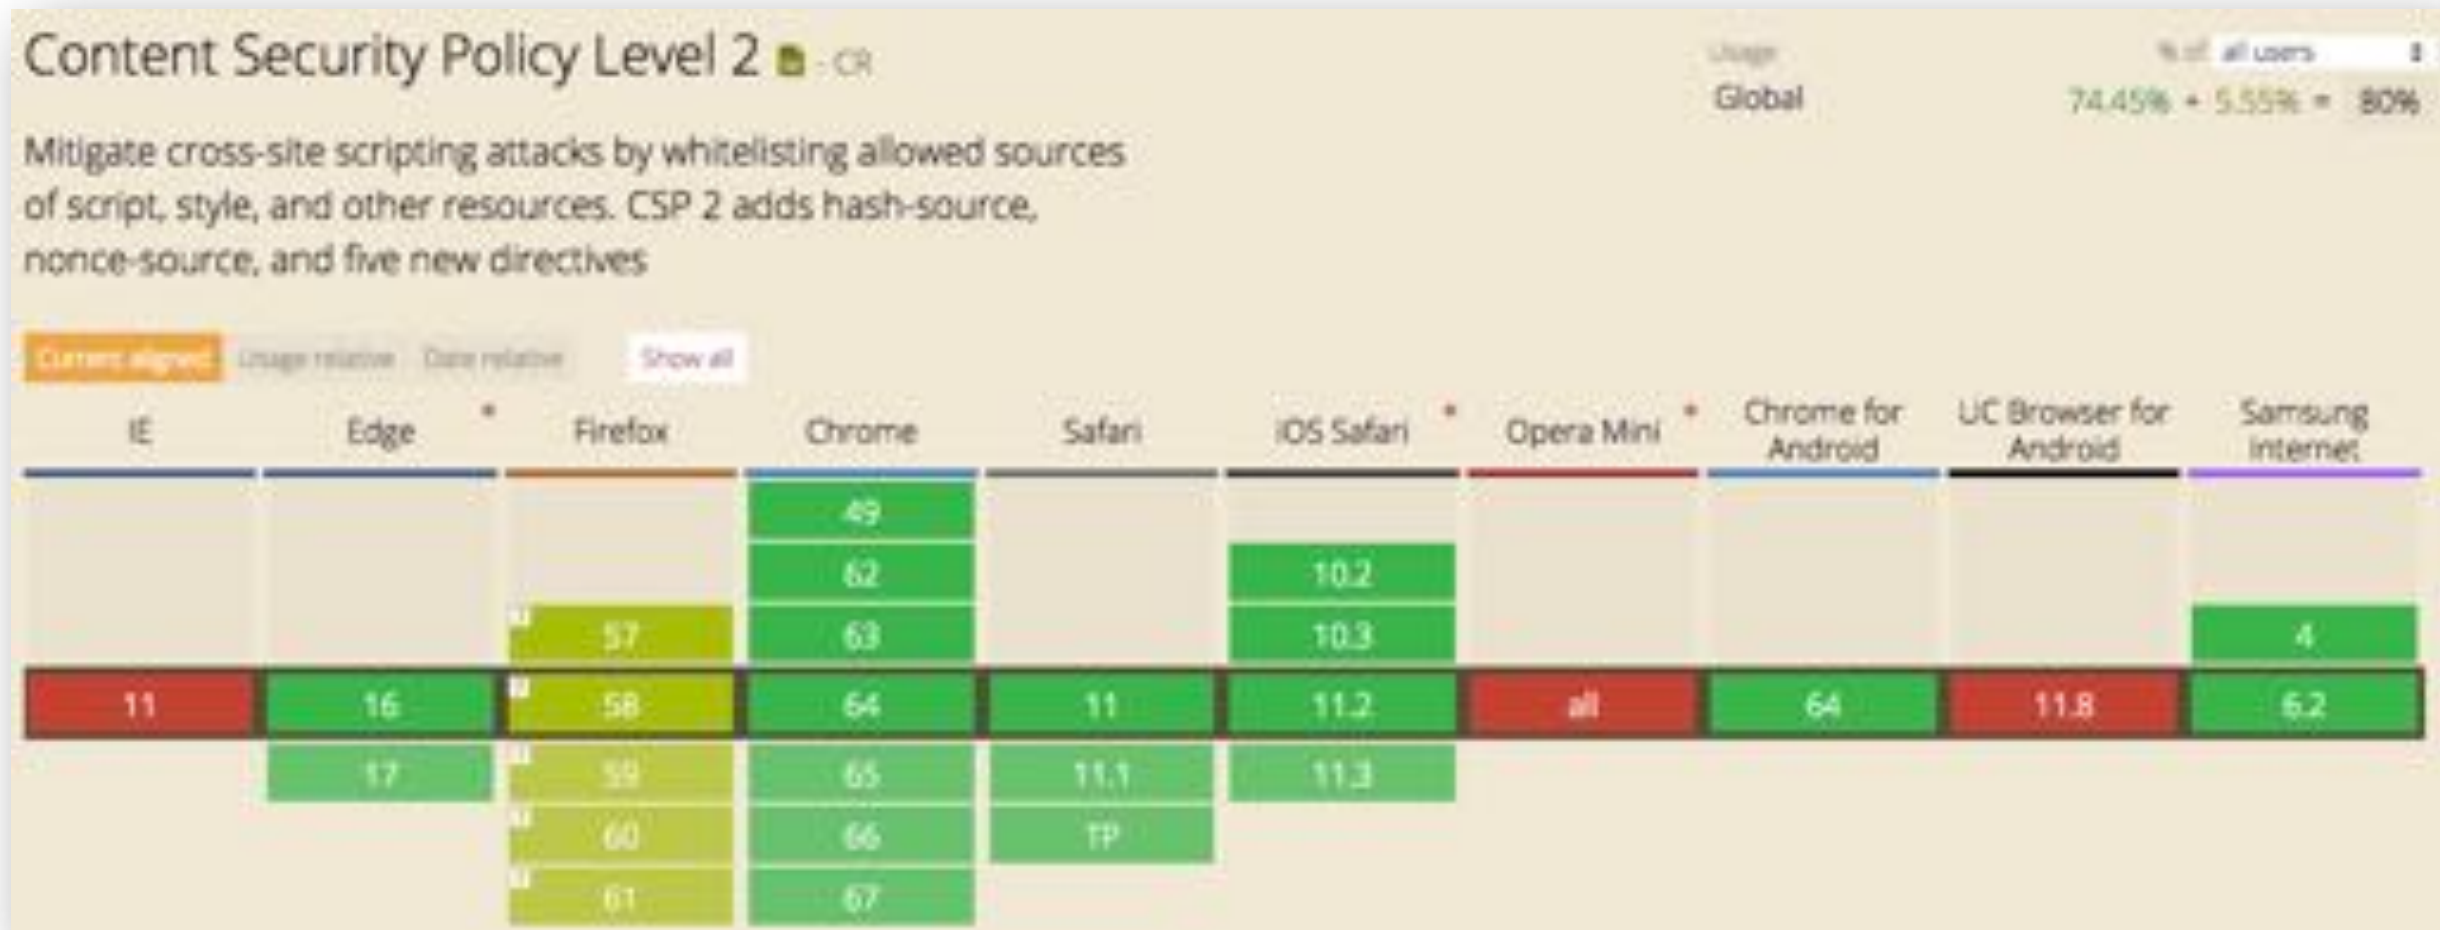 Content Security Policy Level 2 - CR
Usage % of all users
Global 74.45% + 5.55% = 80%
Mitigate cross-site scripting attacks by whitelisting allowed sources
of script, style, and other resources. CSP 2 adds hash-source,
nonce-source, and five new directives
Current aligned Usage relative Date relative Show all
IE Edge * Firefox Chrome Safari iOS Safari * Opera Mini * Chrome for Android UC Browser for Android Samsung Internet
49
62 10.2
57 63 10.3 4
11 16 58 64 11 11.2 all 64 11.8 6.2
17 59 65 11.1 11.3
60 66 TP
61 67